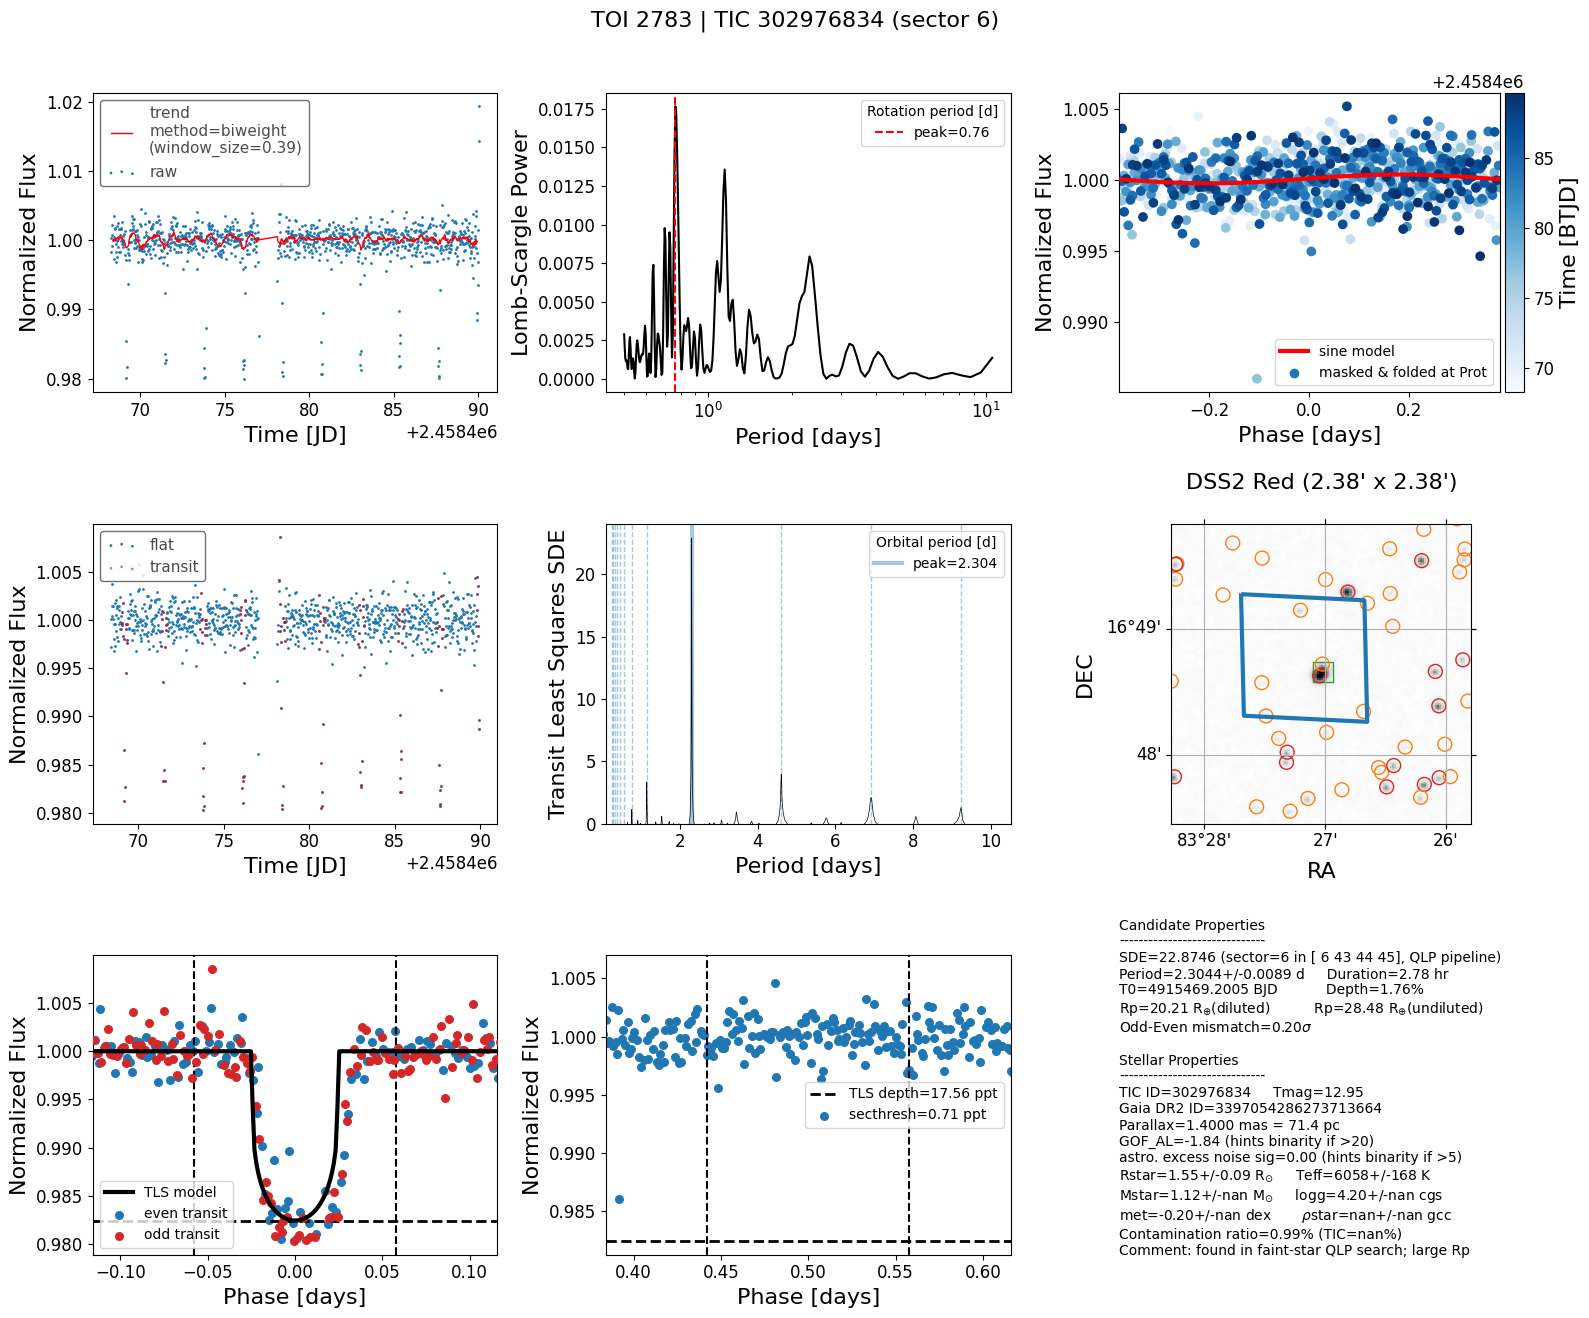 TOI 2783 | TIC 302976834 (sector 6)
Normalized Flux
1.02
1.01
1.00
0.99
0.98
trend
method=biweight
(window_size=0.39)
raw
70
75
80
85
90
Time [JD]
+2.4584e6
Lomb-Scargle Power
0.0175
0.0150
0.0125
0.0100
0.0075
0.0050
0.0025
0.0000
Rotation period [d]
peak=0.76
10⁰
10¹
Period [days]
Normalized Flux
1.005
1.000
0.995
0.990
sine model
masked & folded at Prot
−0.2
0.0
0.2
Phase [days]
+2.4584e6
85
80
75
70
Time [BTJD]
Normalized Flux
1.005
1.000
0.995
0.990
0.985
0.980
flat
transit
70
75
80
85
90
Time [JD]
+2.4584e6
Transit Least Squares SDE
20
15
10
5
0
Orbital period [d]
peak=2.304
2
4
6
8
10
Period [days]
DSS2 Red (2.38' x 2.38')
DEC
16°49'
48'
83°28'
27'
26'
RA
Normalized Flux
1.005
1.000
0.995
0.990
0.985
0.980
TLS model
even transit
odd transit
−0.10
−0.05
0.00
0.05
0.10
Phase [days]
Normalized Flux
1.005
1.000
0.995
0.990
0.985
TLS depth=17.56 ppt
secthresh=0.71 ppt
0.40
0.45
0.50
0.55
0.60
Phase [days]
Candidate Properties
------------------------------
SDE=22.8746 (sector=6 in [ 6 43 44 45], QLP pipeline)
Period=2.3044+/-0.0089 d Duration=2.78 hr
T0=4915469.2005 BJD Depth=1.76%
Rp=20.21 R⊕(diluted) Rp=28.48 R⊕(undiluted)
Odd-Even mismatch=0.20σ
Stellar Properties
------------------------------
TIC ID=302976834 Tmag=12.95
Gaia DR2 ID=3397054286273713664
Parallax=1.4000 mas = 71.4 pc
GOF_AL=-1.84 (hints binarity if >20)
astro. excess noise sig=0.00 (hints binarity if >5)
Rstar=1.55+/-0.09 R⊙ Teff=6058+/-168 K
Mstar=1.12+/-nan M⊙ logg=4.20+/-nan cgs
met=-0.20+/-nan dex ρstar=nan+/-nan gcc
Contamination ratio=0.99% (TIC=nan%)
Comment: found in faint-star QLP search; large Rp